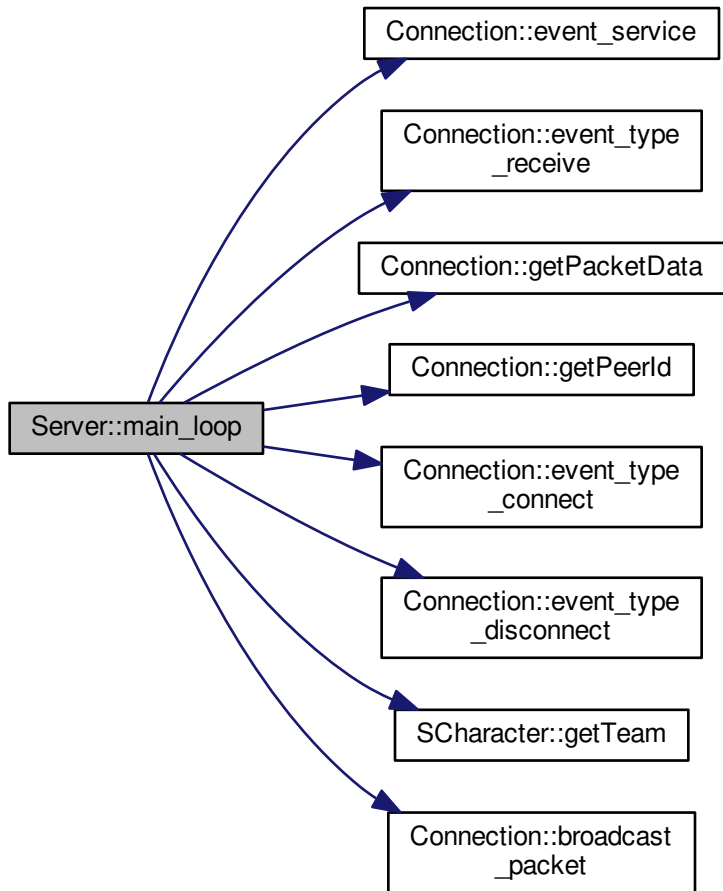 Connection::event_service
Connection::event_type
_receive
Connection::getPacketData
Connection::getPeerId
Server::main_loop
Connection::event_type
_connect
Connection::event_type
_disconnect
SCharacter::getTeam
Connection::broadcast
_packet